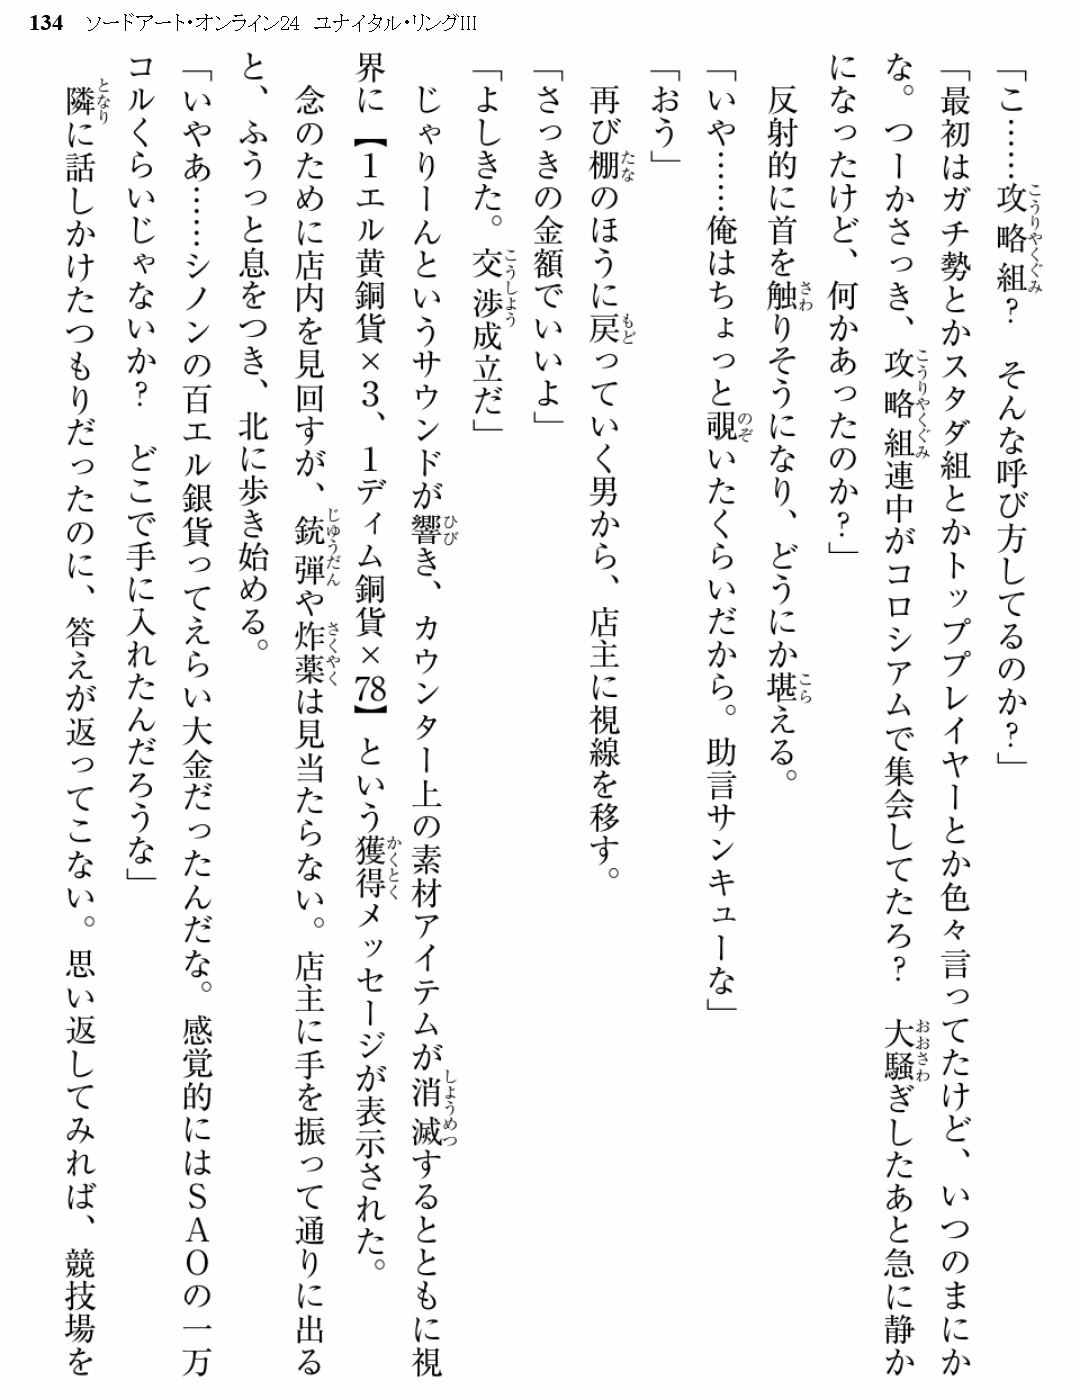 134 ソードアート・オンライン24 ユナイタル・リングIII
「こ……攻略組？　そんな呼び方してるのか？」
「最初はガチ勢とかスタダ組とかトッププレイヤーとか色々言ってたけど、いつのまにか
な。つーかさっき、攻略組連中がコロシアムで集会してたろ？　大騒ぎしたあと急に静か
になったけど、何かあったのか？」
　反射的に首を触りそうになり、どうにか堪える。
「いや……俺はちょっと覗いたくらいだから。助言サンキューな」
「おう」
　再び棚のほうに戻っていく男から、店主に視線を移す。
「さっきの金額でいいよ」
「よしきた。交渉成立だ」
　じゃりーんというサウンドが響き、カウンター上の素材アイテムが消滅するとともに視
界に【１エル黄銅貨×３、１ディム銅貨×78】という獲得メッセージが表示された。
　念のために店内を見回すが、銃弾や炸薬は見当たらない。店主に手を振って通りに出る
と、ふうっと息をつき、北に歩き始める。
「いやあ……シノンの百エル銀貨ってえらい大金だったんだな。感覚的にはＳＡＯの一万
コルくらいじゃないか？　どこで手に入れたんだろうな」
　隣に話しかけたつもりだったのに、答えが返ってこない。思い返してみれば、競技場を